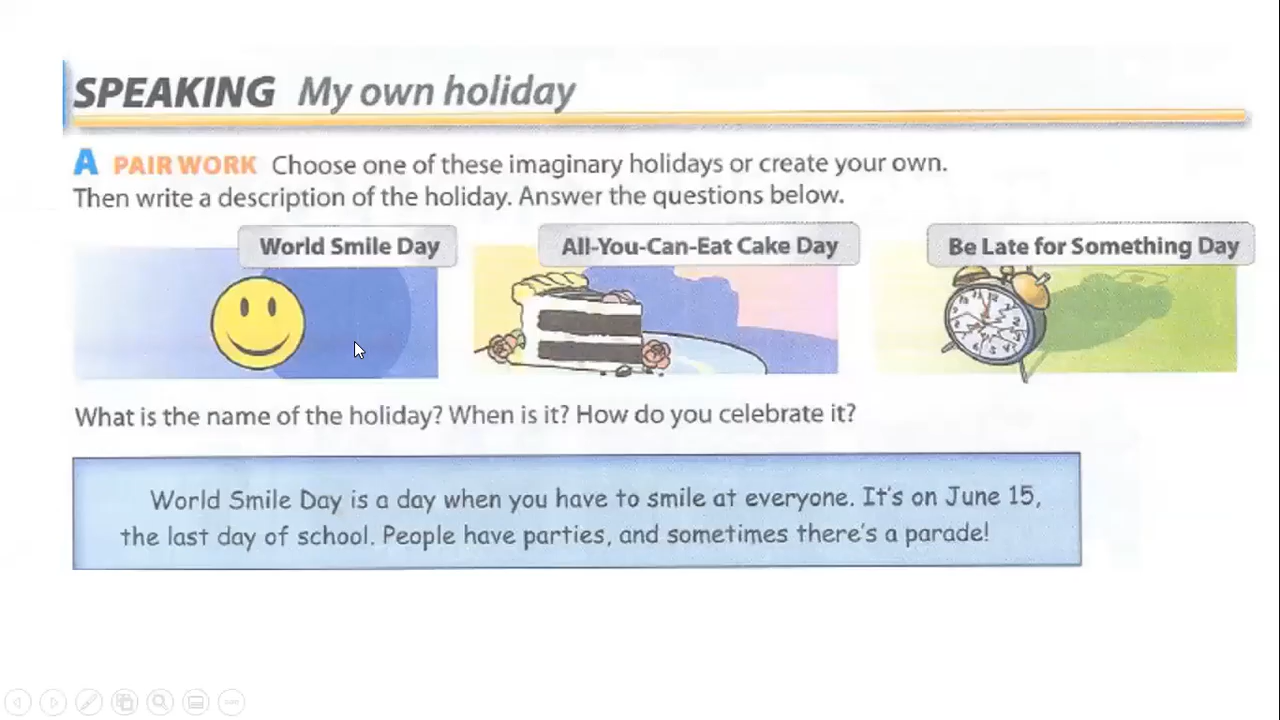 SPEAKING My own holiday
A PAIR WORK Choose one of these imaginary holidays or create your own.
Then write a description of the holiday. Answer the questions below.
World Smile Day
All-You-Can-Eat Cake Day
Be Late for Something Day
What is the name of the holiday? When is it? How do you celebrate it?
World Smile Day is a day when you have to smile at everyone. It's on June 15,
the last day of school. People have parties, and sometimes there's a parade!